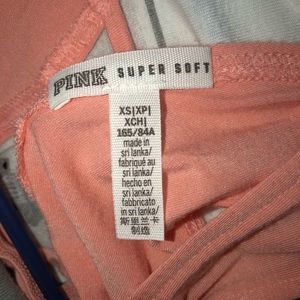 PINK SUPER SOFT
XS|XP|
XCH|
165/84A
made in
sri lanka/
fabriqué au
sri lanka/
hecho en
sri lanka/
fabbricato
in sri lanka/
斯里兰卡
制造